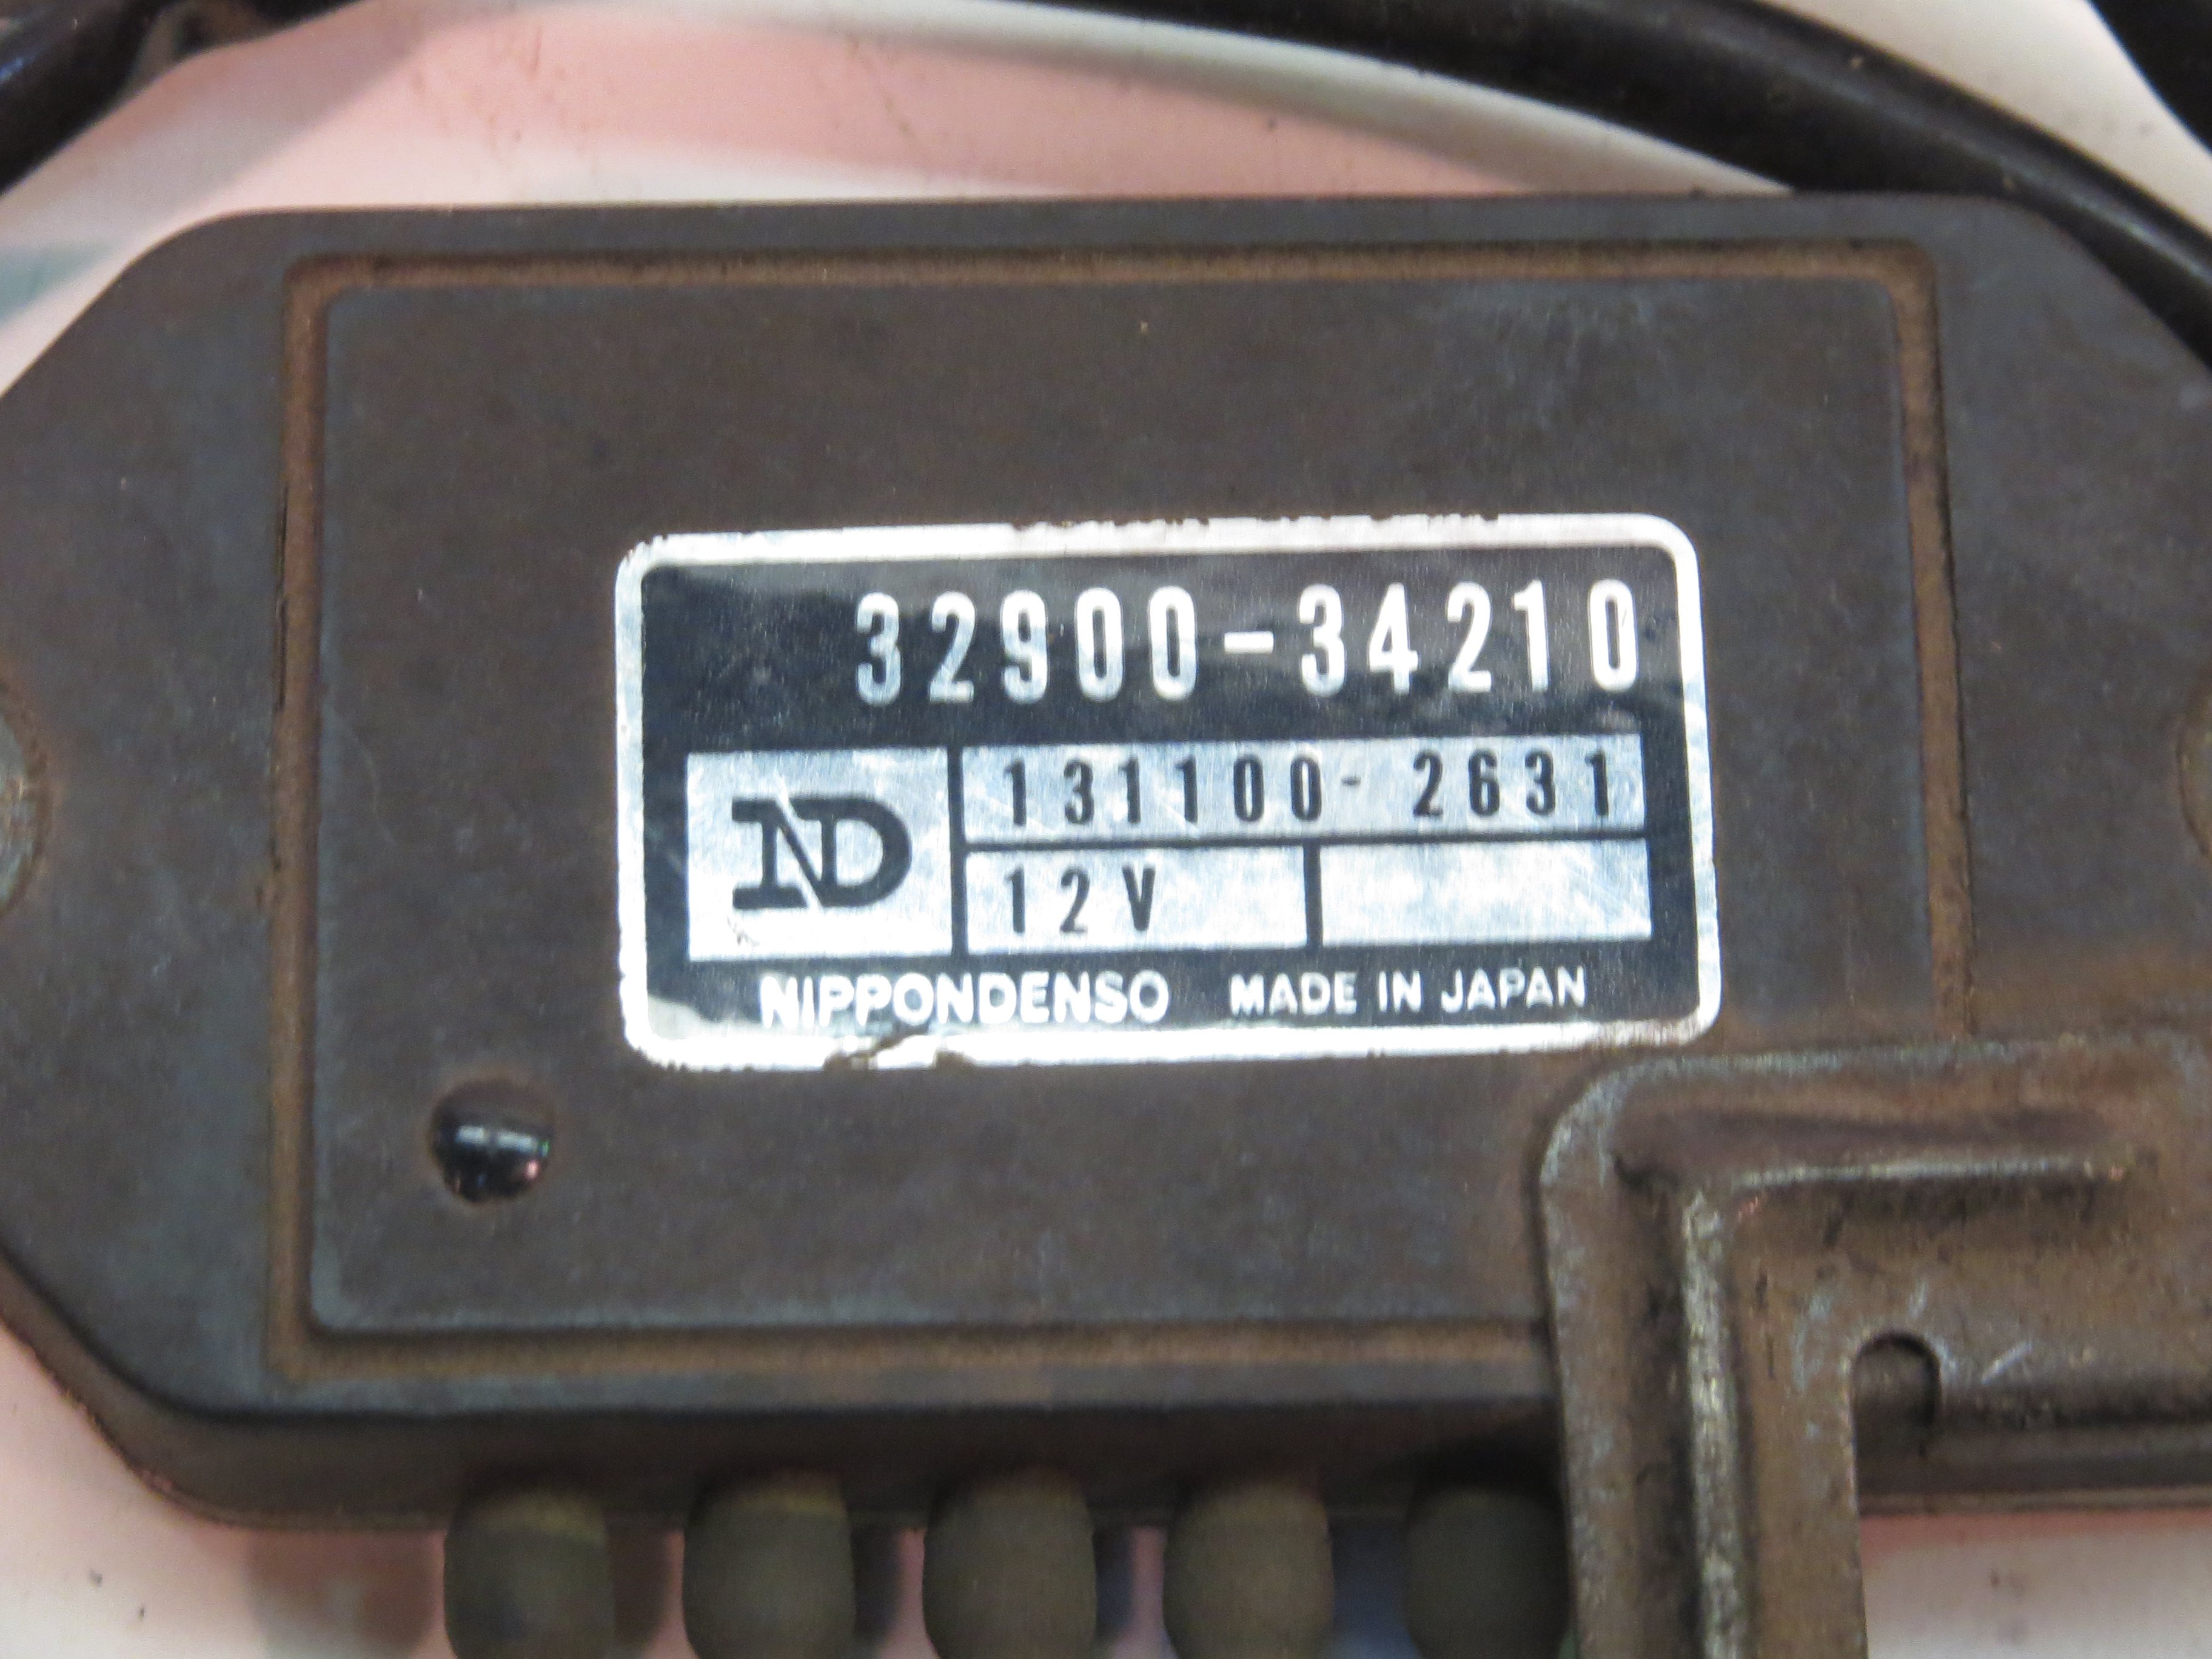 32900-34210
ND
131100-2631
12V
NIPPONDENSO MADE IN JAPAN